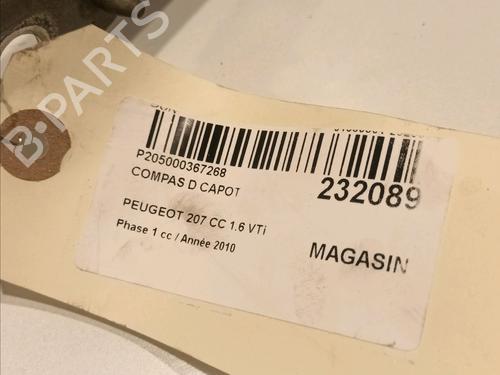 P205000367268
COMPAS D CAPOT
232089
PEUGEOT 207 CC 1.6 VTi
Phase 1 cc / Année 2010
MAGASIN
B-PARTS